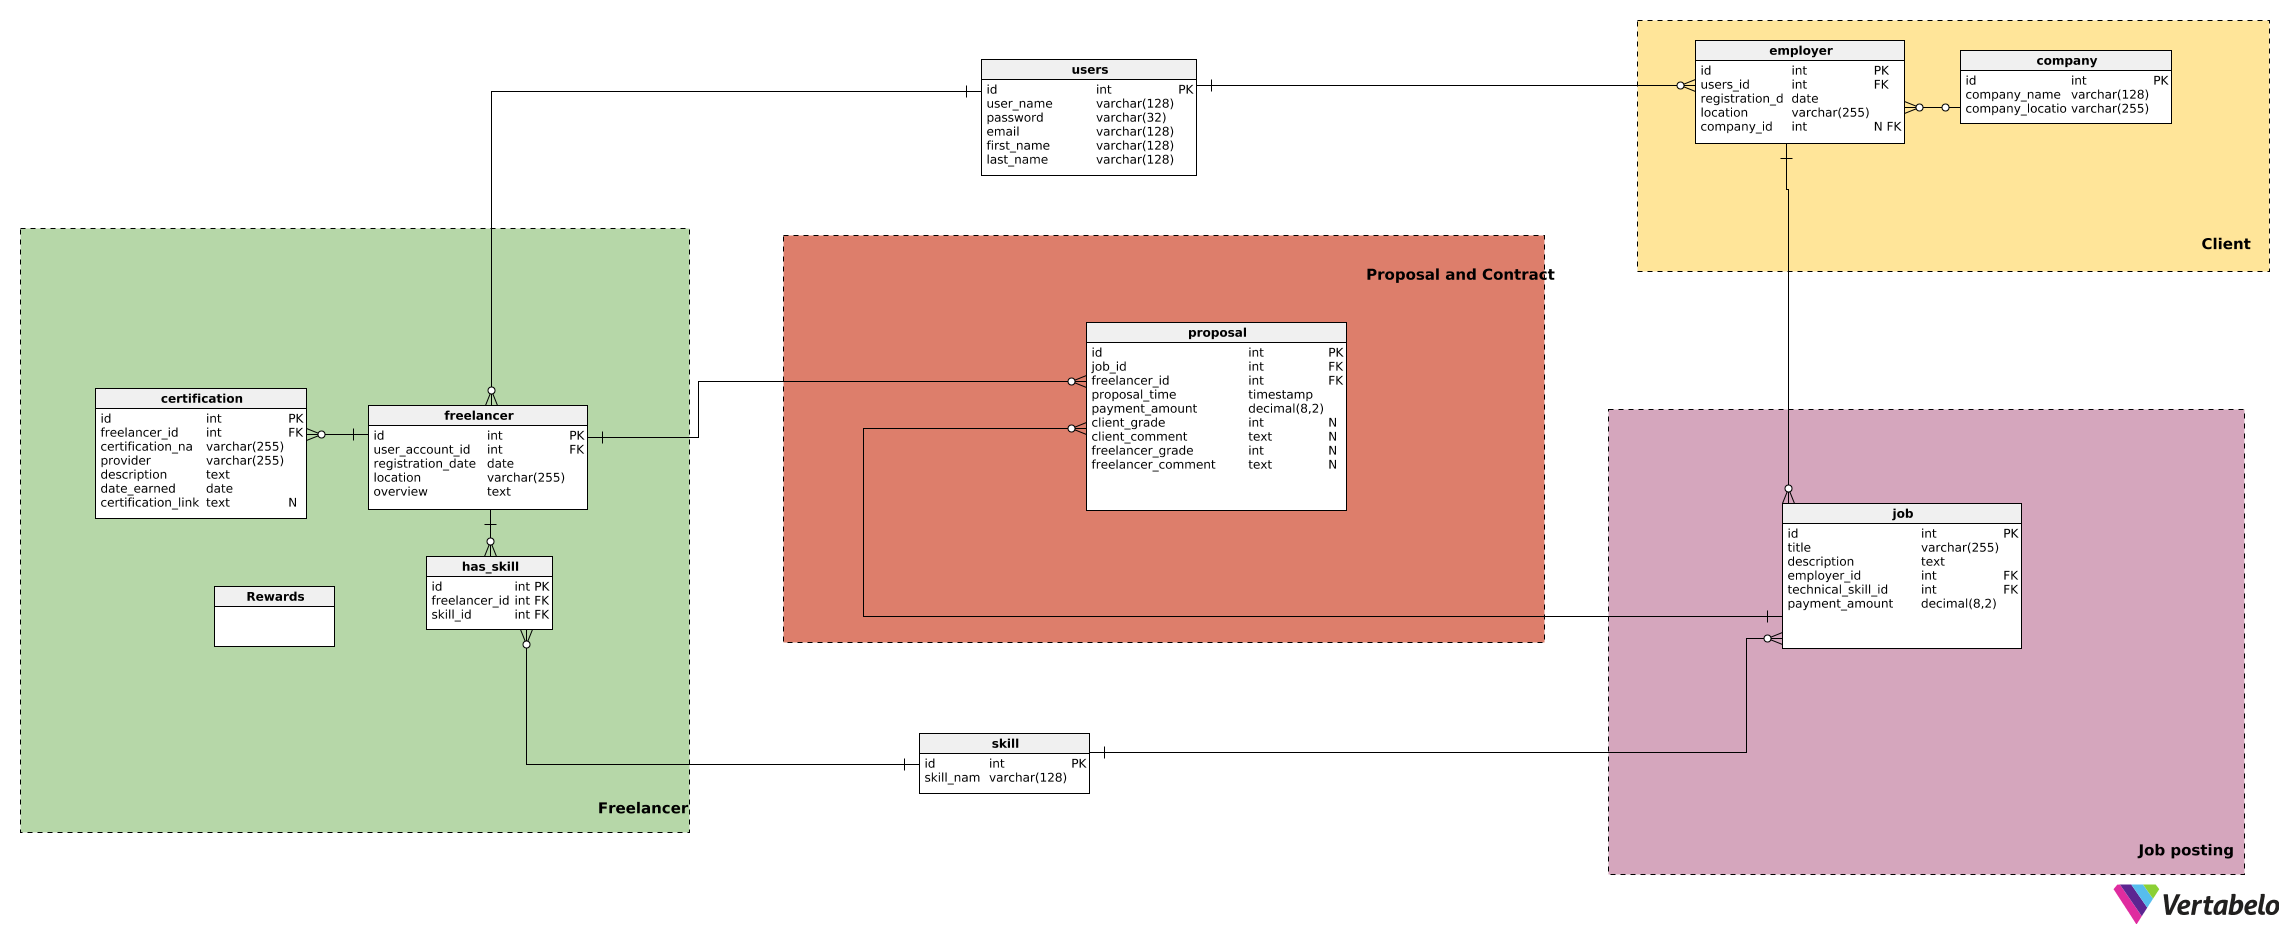 users
id int PK
user_name varchar(128)
password varchar(32)
email varchar(128)
first_name varchar(128)
last_name varchar(128)
employer
id int PK
users_id int FK
registration_d date
location varchar(255)
company_id int N FK
company
id int PK
company_name varchar(128)
company_locatio varchar(255)
Client
Proposal and Contract
proposal
id int PK
job_id int FK
freelancer_id int FK
proposal_time timestamp
payment_amount decimal(8,2)
client_grade int N
client_comment text N
freelancer_grade int N
freelancer_comment text N
certification
id int PK
freelancer_id int FK
certification_na varchar(255)
provider varchar(255)
description text
date_earned date
certification_link text N
freelancer
id int PK
user_account_id int FK
registration_date date
location varchar(255)
overview text
has_skill
id int PK
freelancer_id int FK
skill_id int FK
Rewards
Freelancer
job
id int PK
title varchar(255)
description text
employer_id int FK
technical_skill_id int FK
payment_amount decimal(8,2)
skill
id int PK
skill_nam varchar(128)
Job posting
Vertabelo